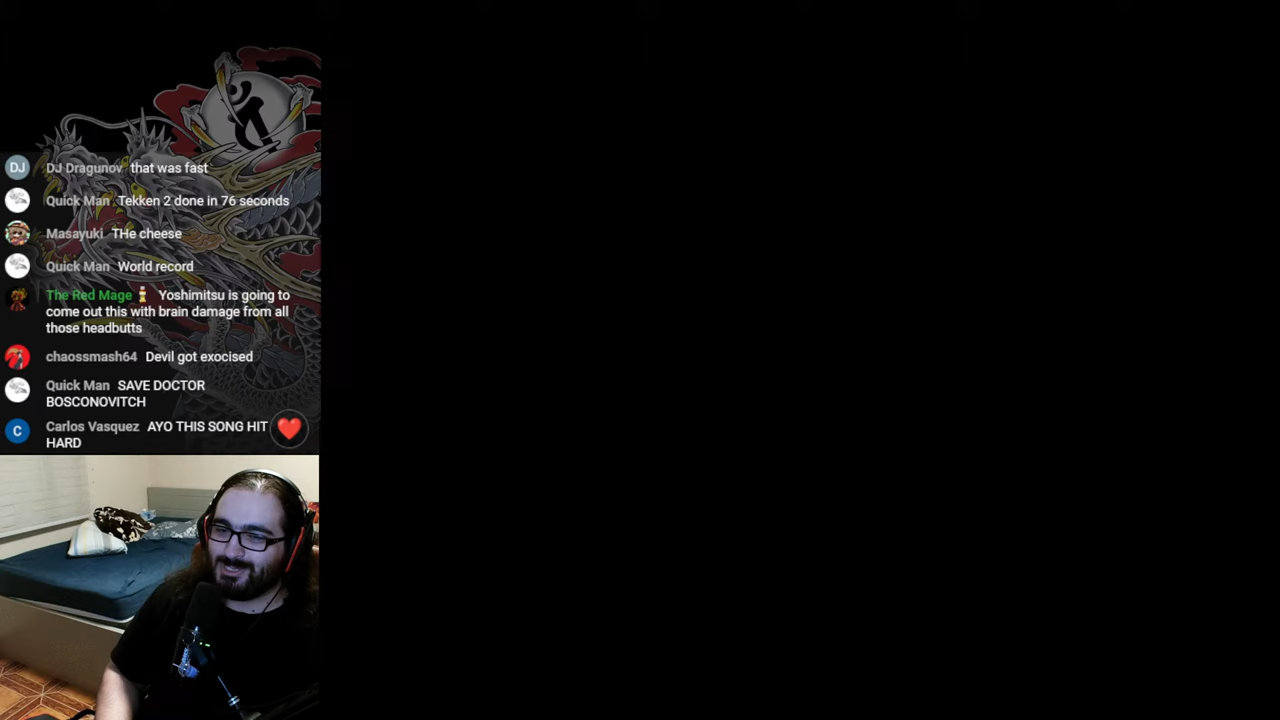 DJ
DJ Dragunov that was fast
Quick Man Tekken 2 done in 76 seconds
Masayuki THe cheese
Quick Man World record
The Red Mage Yoshimitsu is going to
come out this with brain damage from all
those headbutts
chaossmash64 Devil got exocised
Quick Man SAVE DOCTOR
BOSCONOVITCH
C
Carlos Vasquez AYO THIS SONG HIT
HARD